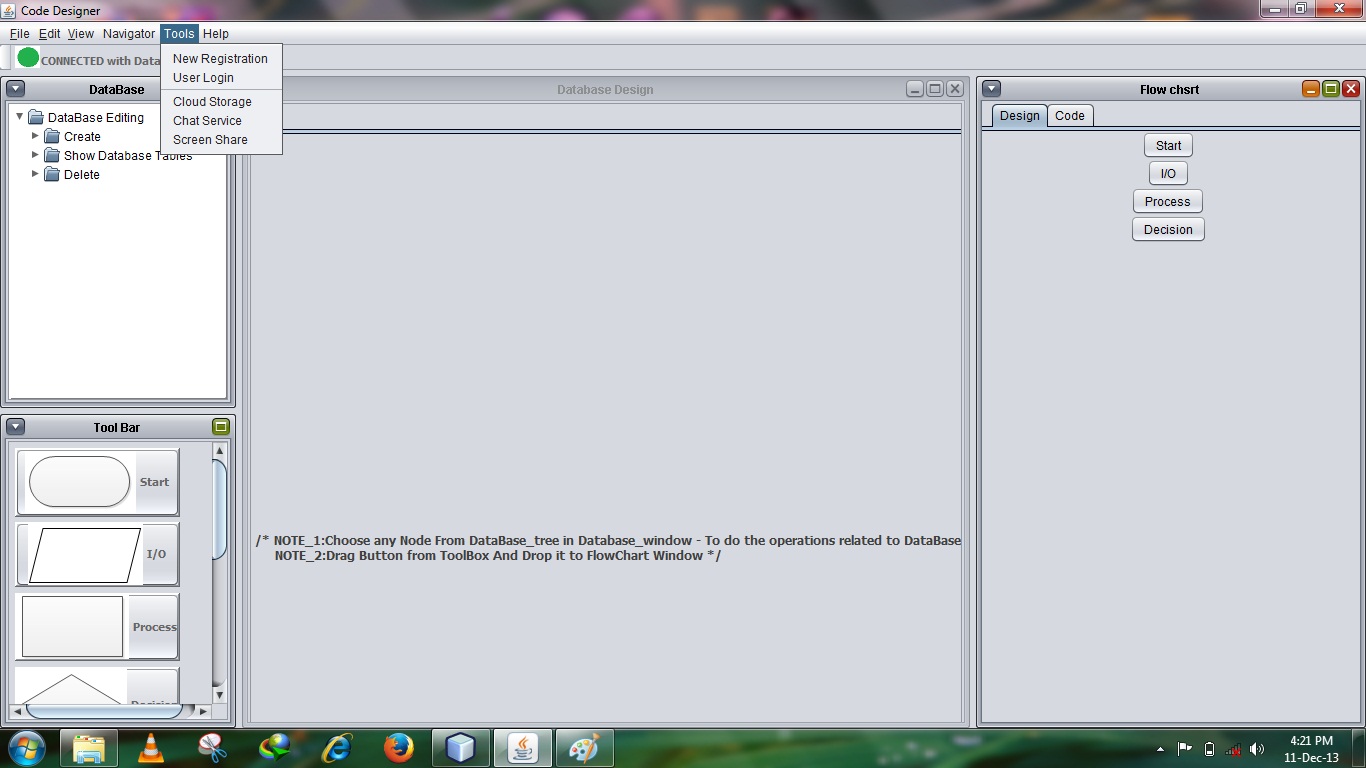 Code Designer
File Edit View Navigator Tools Help
CONNECTED with Data
New Registration
User Login
Cloud Storage
Chat Service
Screen Share
DataBase
DataBase Editing
Create
Show Database Tables
Delete
Tool Bar
Start
I/O
Process
Database Design
/* NOTE_1:Choose any Node From DataBase_tree in Database_window - To do the operations related to DataBase
NOTE_2:Drag Button from ToolBox And Drop it to FlowChart Window */
Flow chsrt
Design Code
Start
I/O
Process
Decision
4:21 PM
11-Dec-13